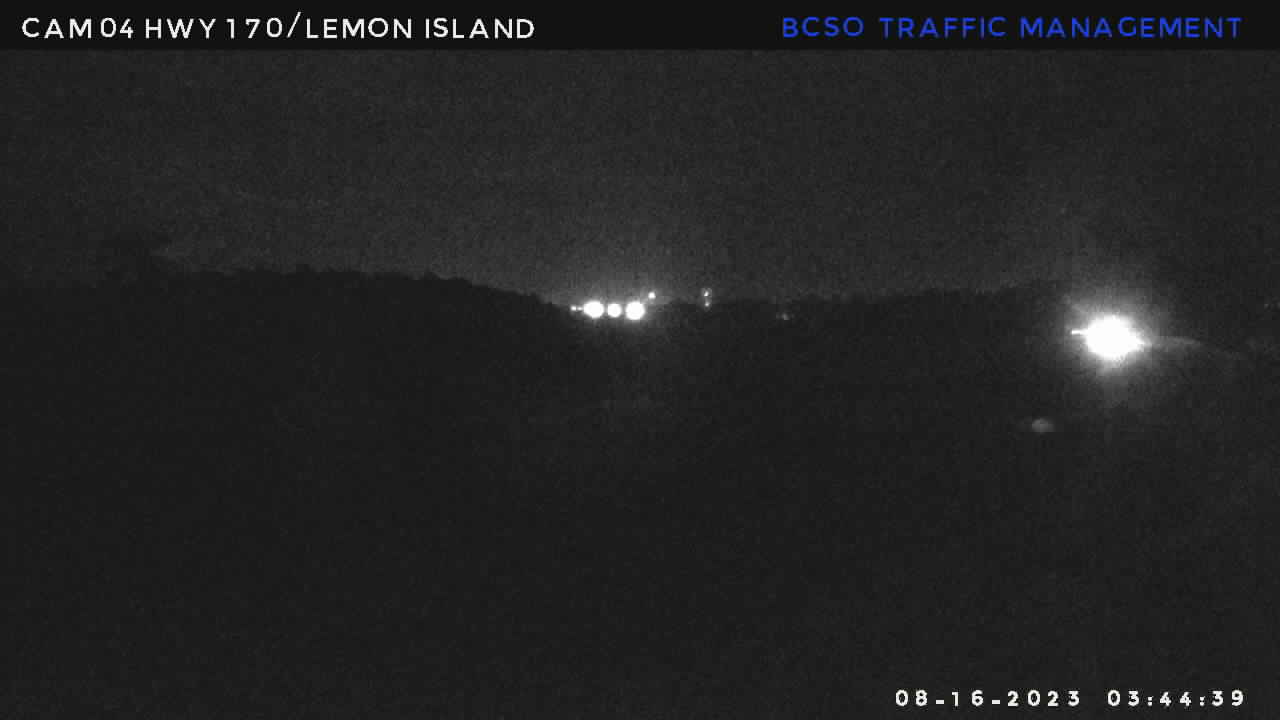 CAM04 HWY 170/LEMON ISLAND
BCSO TRAFFIC MANAGEMENT
08-16-2023 03:44:39